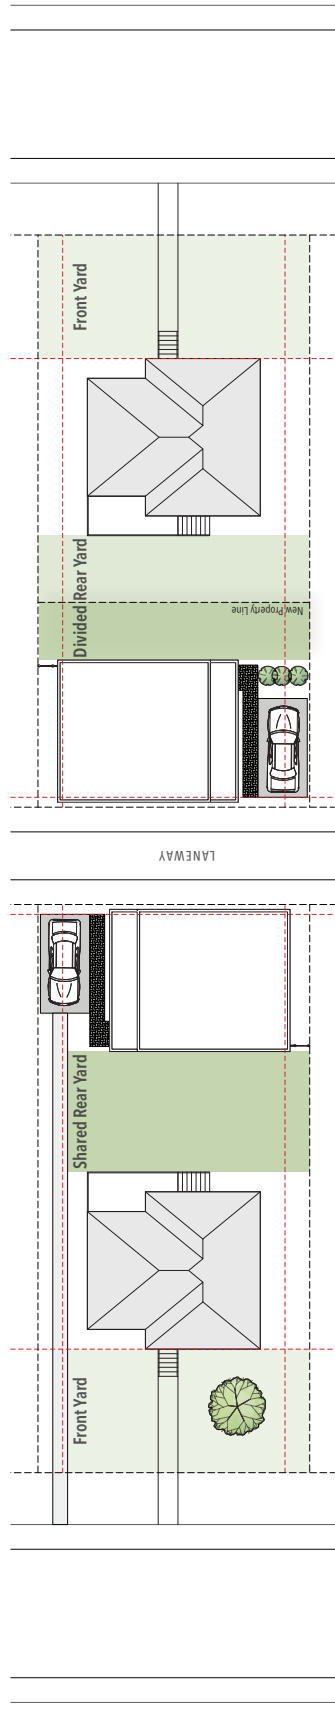 Front Yard
Divided Rear Yard
New Property Line
LANEWAY
Shared Rear Yard
Front Yard